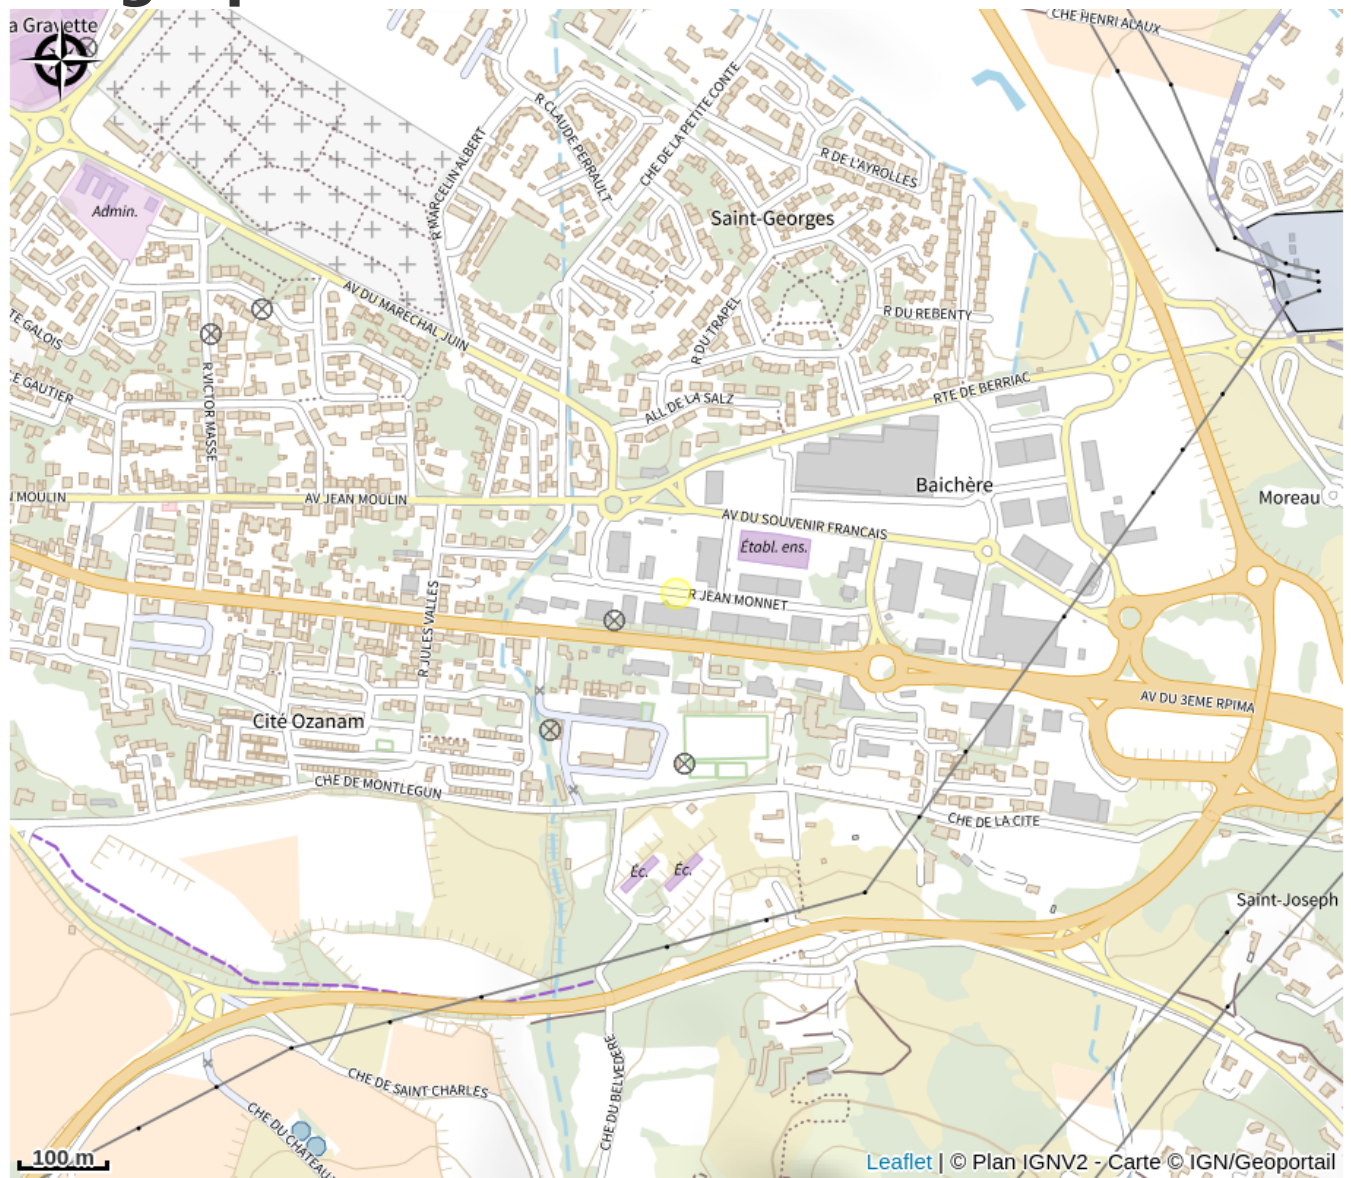 a Gravette
CHE HENRI ALAUX
R CLAUDE PERRAULT
CHE DE LA PETITE CONTE
R MARCELIN ALBERT
R DE L'AYROLLES
Admin.
Saint-Georges
AV DU MARECHAL JUIN
R DU TRAPEL
R DU REBENTY
TE GALOIS
E GAUTIER
R VICTOR MASSE
ALL DE LA SALZ
RTE DE BERRIAC
MOULIN
AV JEAN MOULIN
Baichère
Moreau
AV DU SOUVENIR FRANCAIS
Établ. ens.
R JEAN MONNET
R JULES VALLES
AV DU 3EME RPIMA
Cité Ozanam
CHE DE MONTLEGUN
CHE DE LA CITE
Éc.
Éc.
Saint-Joseph
CHE DE SAINT CHARLES
CHE DU BELVEDERE
CHE DU CHATEAU
100 m
Leaflet | © Plan IGNV2 - Carte © IGN/Geoportail